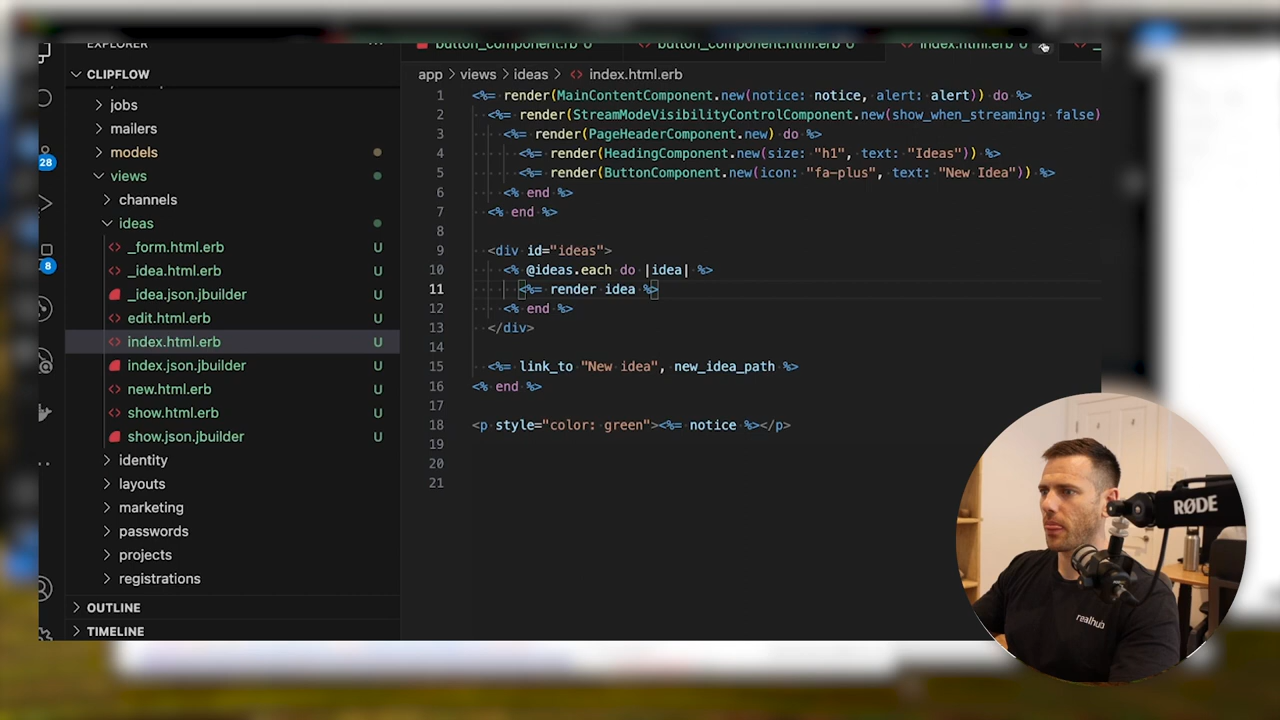 EXPLORER
button_component.rb U
button_component.html.erb U
index.html.erb U
CLIPFLOW
app > views > ideas > <> index.html.erb
jobs
mailers
models
views
channels
ideas
_form.html.erb U
_idea.html.erb U
_idea.json.jbuilder U
edit.html.erb U
index.html.erb U
index.json.jbuilder U
new.html.erb U
show.html.erb U
show.json.jbuilder U
identity
layouts
marketing
passwords
projects
registrations
OUTLINE
TIMELINE
28
8
1 <%= render(MainContentComponent.new(notice: notice, alert: alert)) do %>
2 <%= render(StreamModeVisibilityControlComponent.new(show_when_streaming: false)
3 <%= render(PageHeaderComponent.new) do %>
4 <%= render(HeadingComponent.new(size: "h1", text: "Ideas")) %>
5 <%= render(ButtonComponent.new(icon: "fa-plus", text: "New Idea")) %>
6 <% end %>
7 <% end %>
8
9 <div id="ideas">
10 <% @ideas.each do |idea| %>
11 <%= render idea %>
12 <% end %>
13 </div>
14
15 <%= link_to "New idea", new_idea_path %>
16 <% end %>
17
18 <p style="color: green"><%= notice %></p>
19
20
21
RØDE
realhub